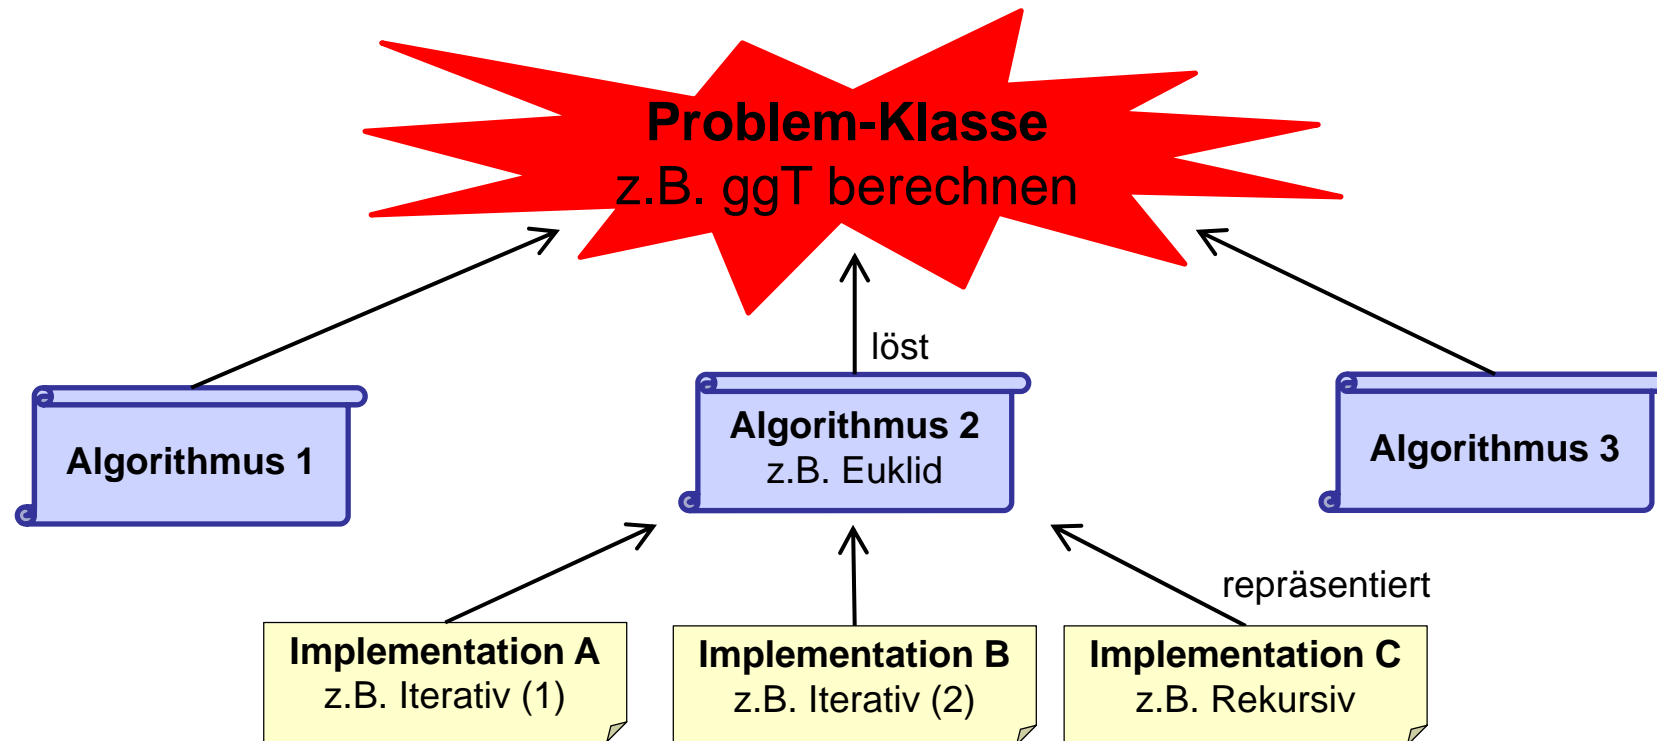 Problem-Klasse
z.B. ggT berechnen
löst
Algorithmus 1
Algorithmus 2
z.B. Euklid
Algorithmus 3
repräsentiert
Implementation A
z.B. Iterativ (1)
Implementation B
z.B. Iterativ (2)
Implementation C
z.B. Rekursiv